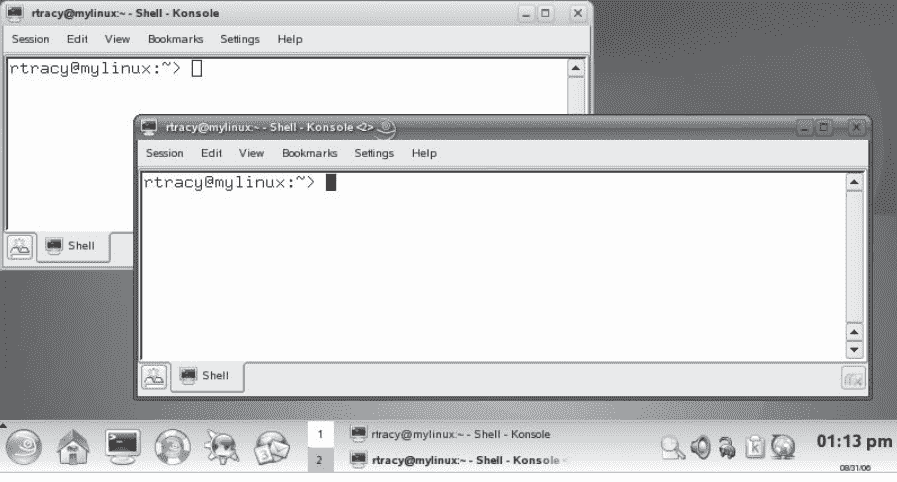 rtracy@mylinux:~ - Shell - Konsole
Session Edit View Bookmarks Settings Help
rtracy@mylinux:~>
rtracy@mylinux:~ - Shell - Konsole <2>
Session Edit View Bookmarks Settings Help
rtracy@mylinux:~>
Shell
Shell
1
2
rtracy@mylinux:~ - Shell - Konsole
rtracy@mylinux:~ - Shell - Konsole
01:13 pm
08/31/06